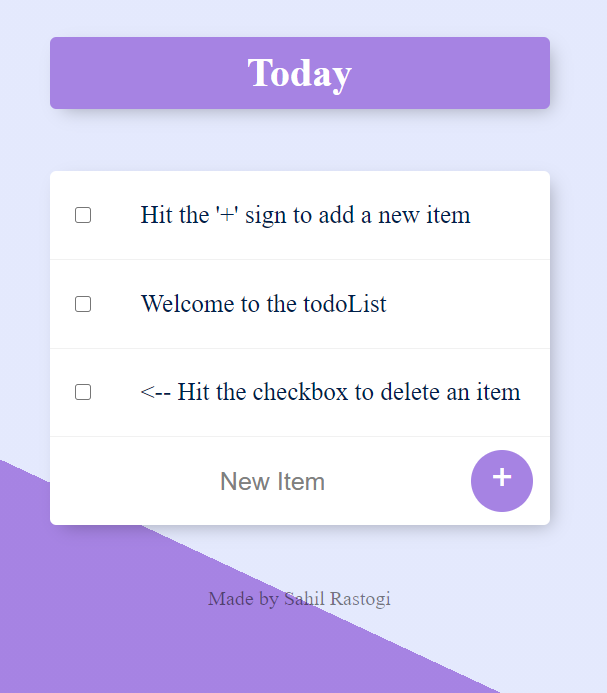 Today
Hit the '+' sign to add a new item
Welcome to the todoList
<-- Hit the checkbox to delete an item
New Item +
Made by Sahil Rastogi